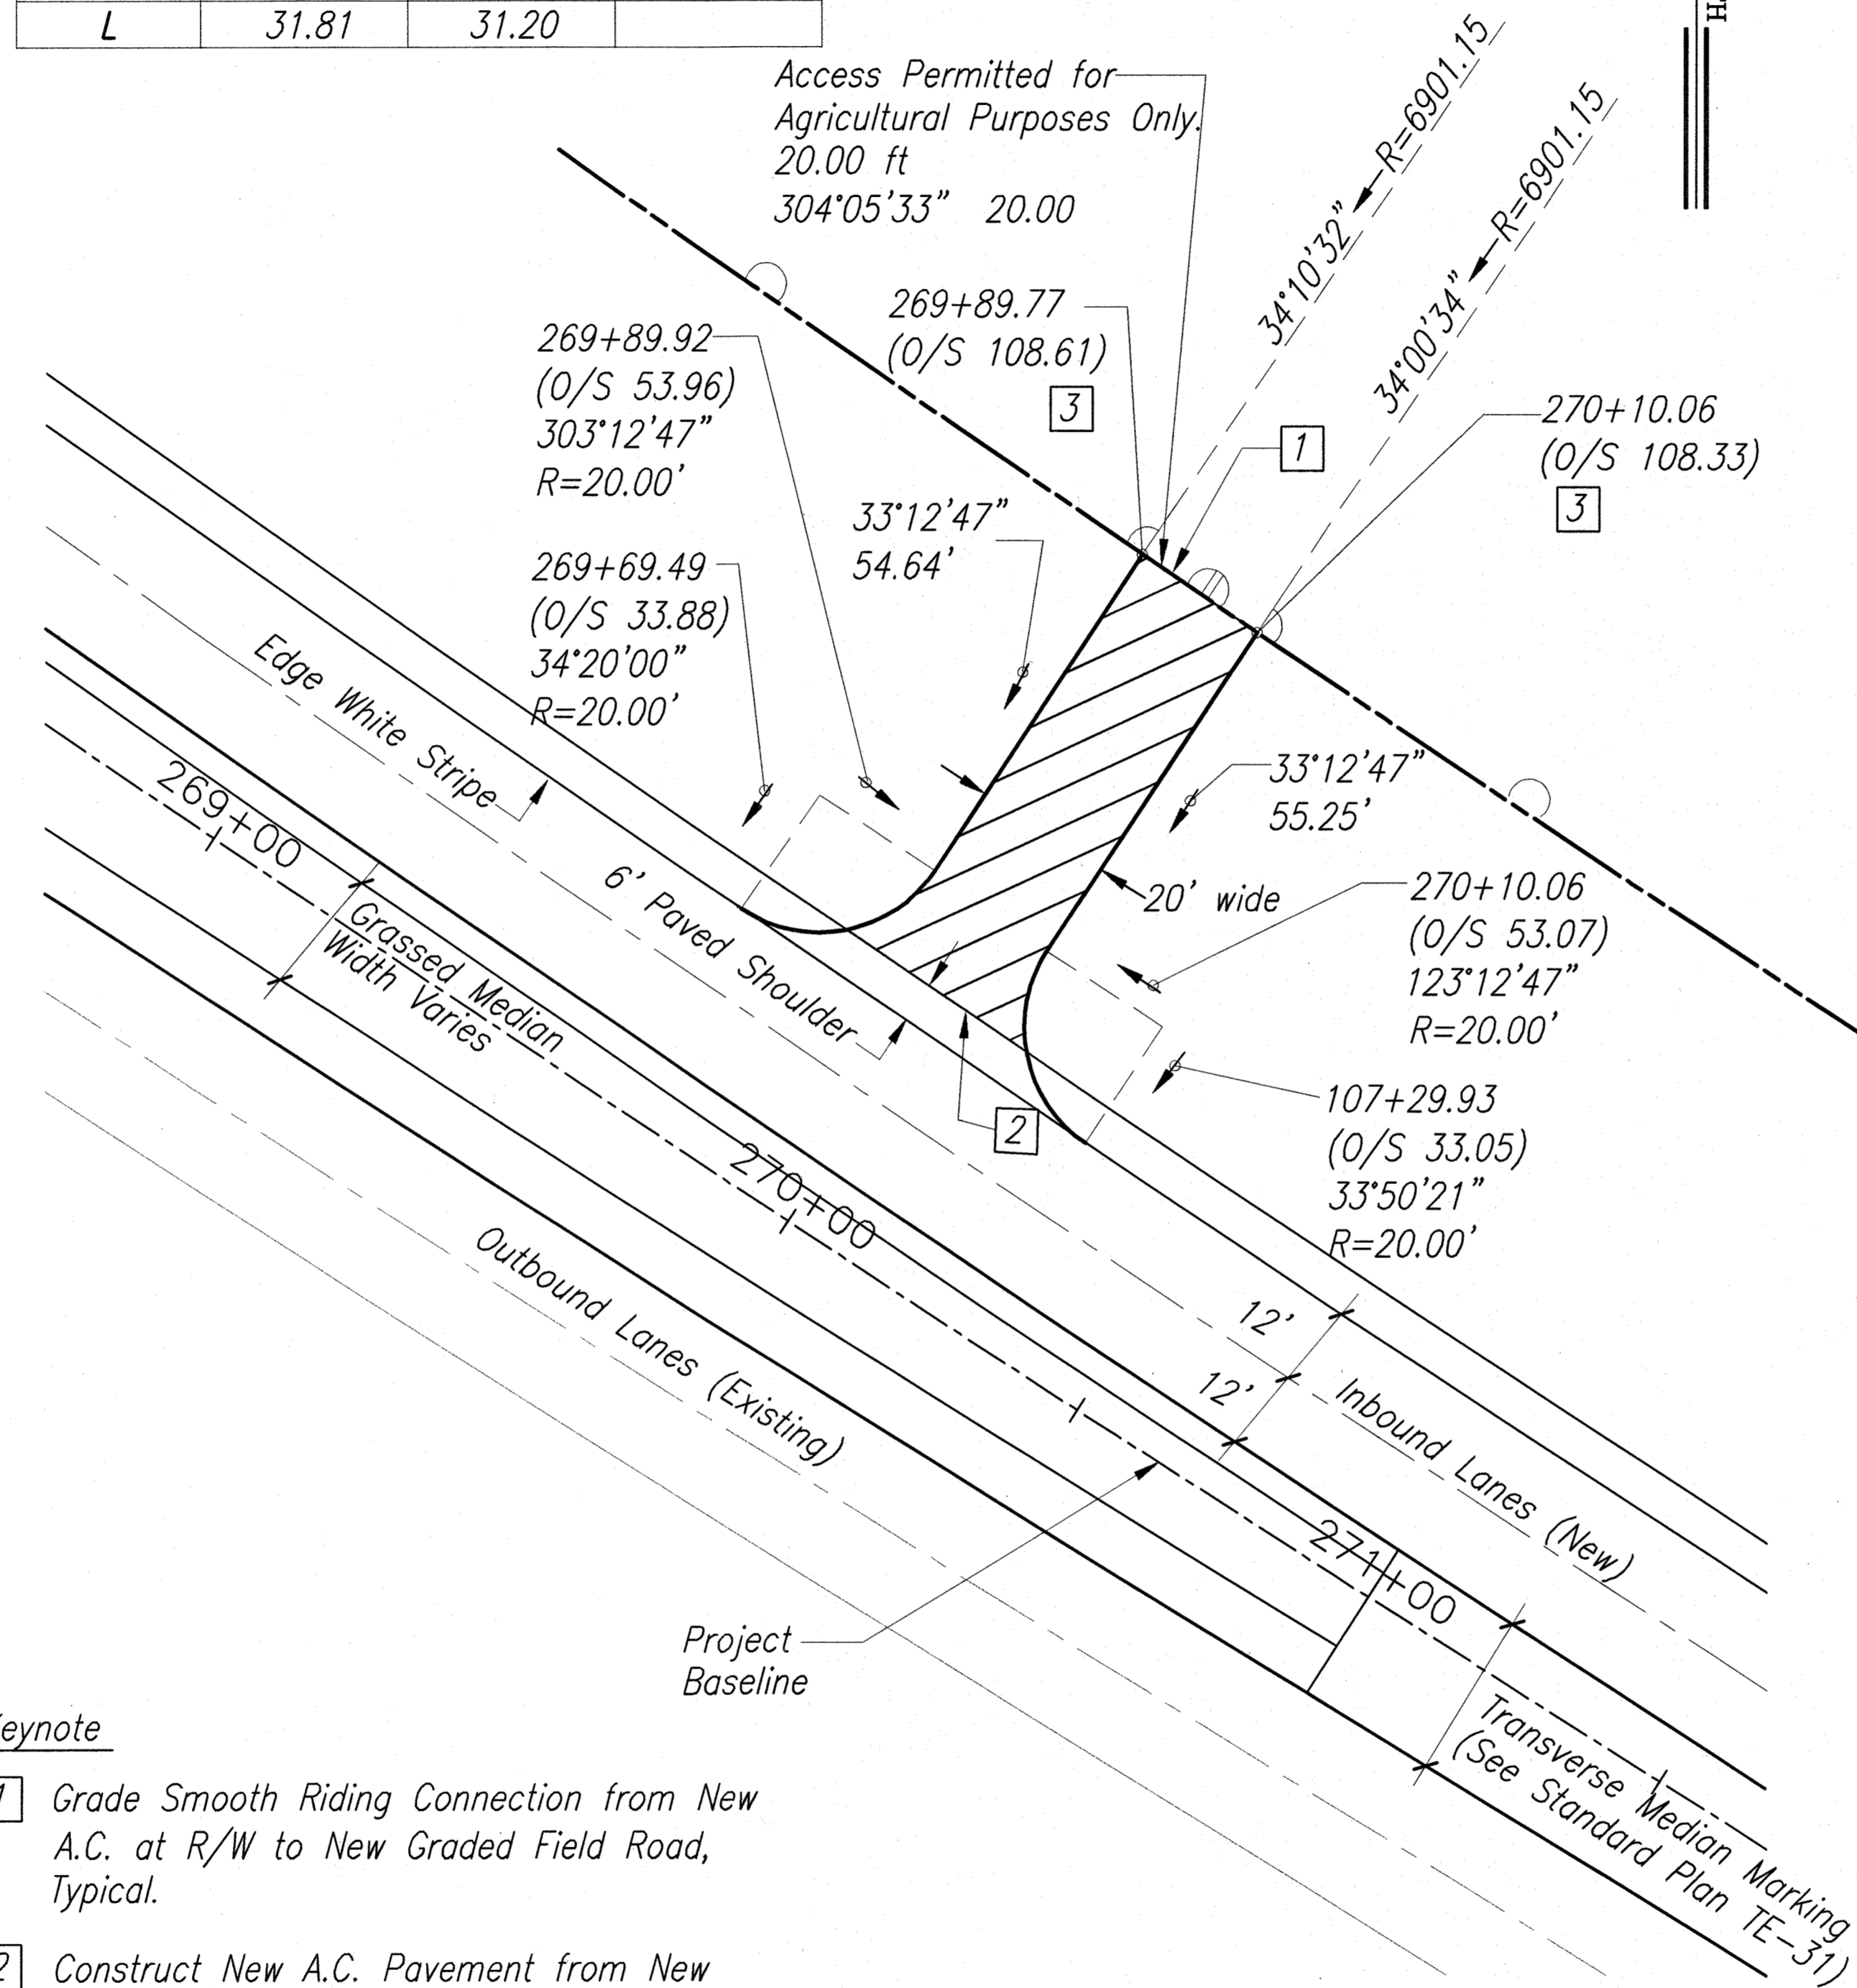 L 31.81 31.20
H
Access Permitted for
Agricultural Purposes Only.
20.00 ft
304°05'33" 20.00
34°10'32" R=6901.15
34°00'34" R=6901.15
269+89.77
(O/S 108.61)
3
1
269+89.92
(O/S 53.96)
303°12'47"
R=20.00'
270+10.06
(O/S 108.33)
3
33°12'47"
54.64'
269+69.49
(O/S 33.88)
34°20'00"
R=20.00'
Edge White Stripe
269+00
33°12'47"
55.25'
6' Paved Shoulder
20' wide
270+10.06
(O/S 53.07)
123°12'47"
R=20.00'
Grassed Median
Width Varies
2
107+29.93
(O/S 33.05)
33°50'21"
R=20.00'
270+00
Outbound Lanes (Existing)
12'
12'
Inbound Lanes (New)
271+00
Project
Baseline
Transverse Median Marking
(See Standard Plan TE-31)
eynote
1 Grade Smooth Riding Connection from New
A.C. at R/W to New Graded Field Road,
Typical.
2 Construct New A.C. Pavement from New